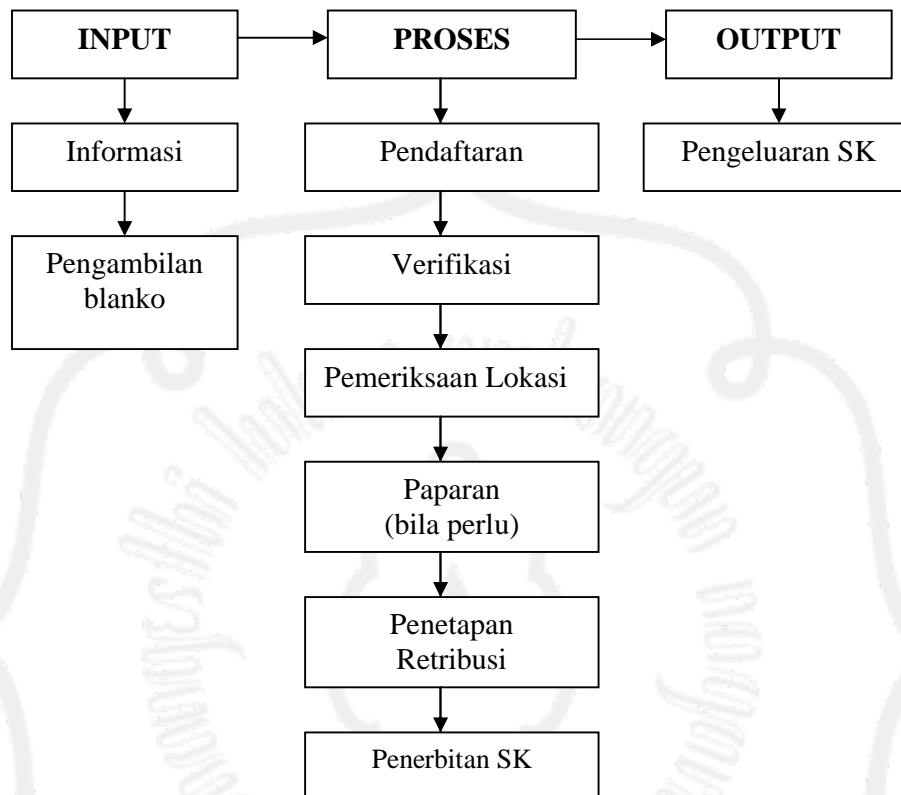 INPUT
PROSES
OUTPUT
Informasi
Pendaftaran
Pengeluaran SK
Pengambilan
blanko
Verifikasi
Pemeriksaan Lokasi
Paparan
(bila perlu)
Penetapan
Retribusi
Penerbitan SK